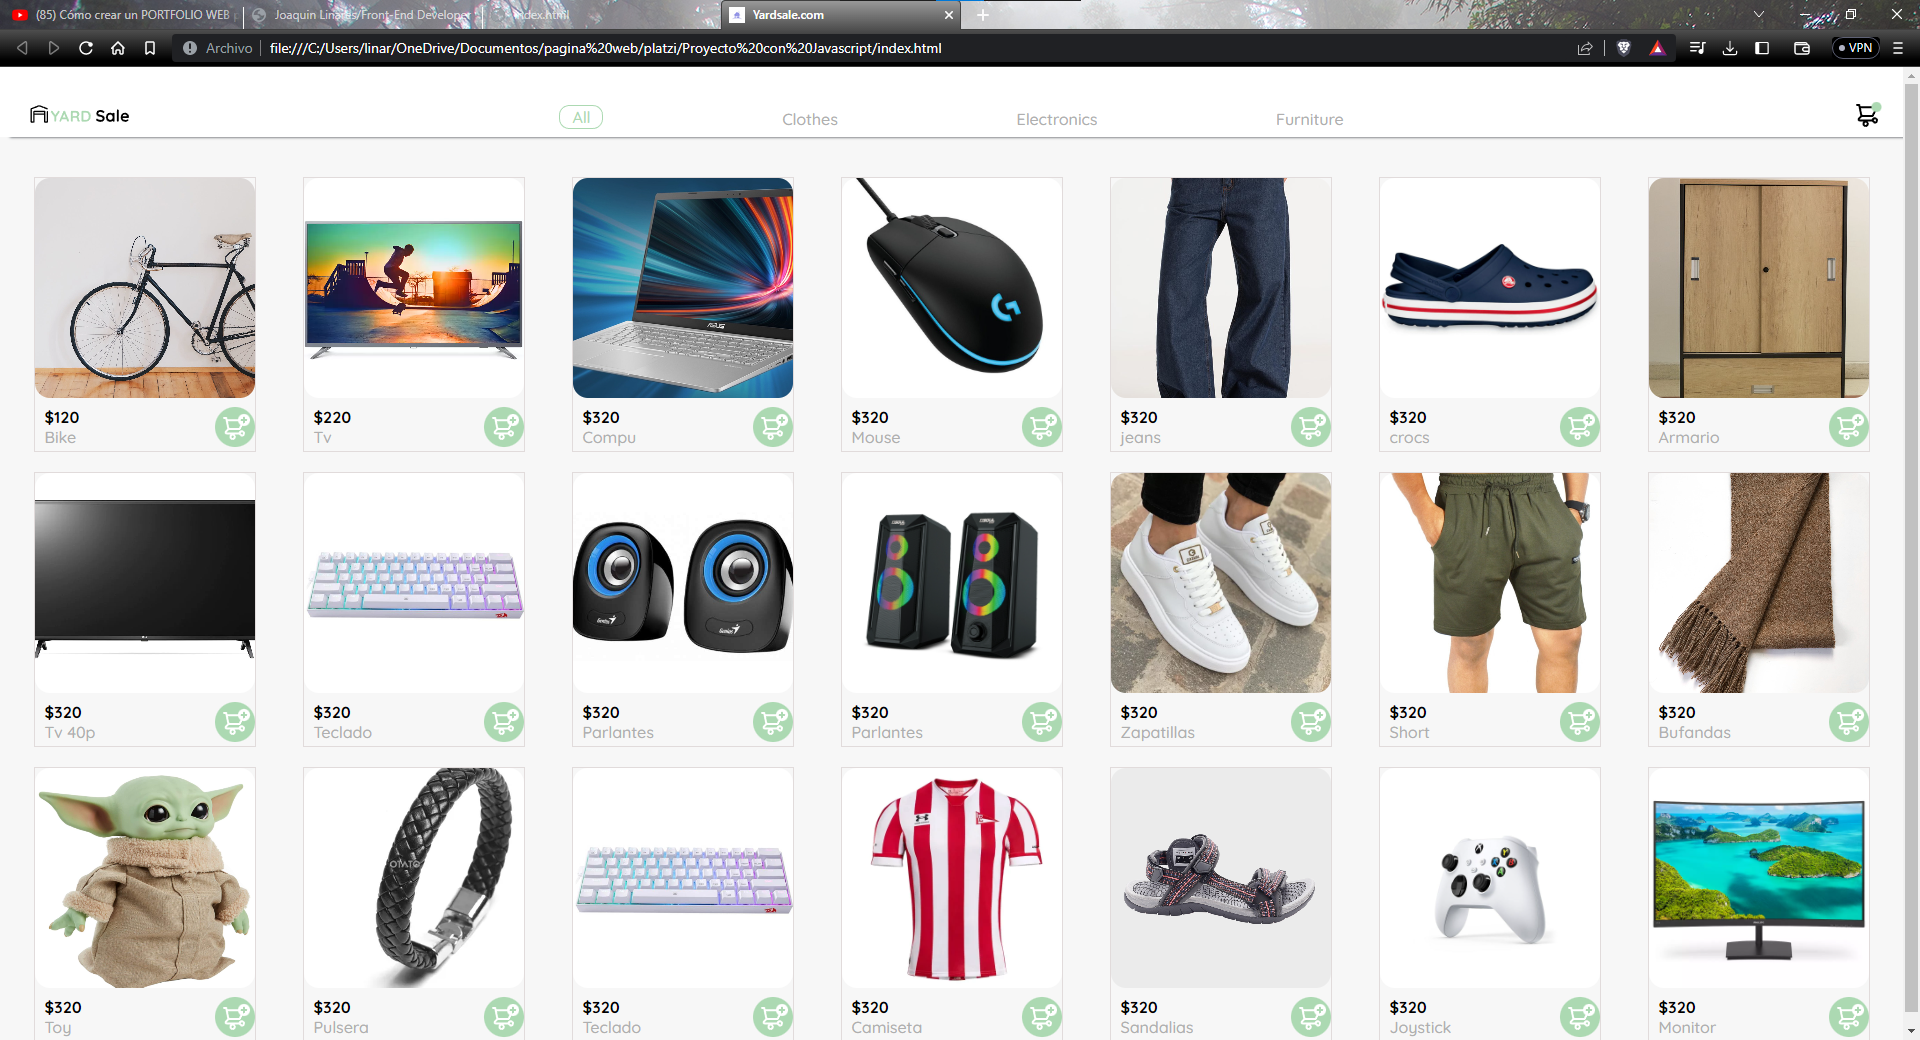 (85) Cómo crear un PORTFOLIO WEB
Joaquin Linares/Front-End Developer
index.html
Yardsale.com
Archivo
file:///C:/Users/linar/OneDrive/Documentos/pagina%20web/platzi/Proyecto%20con%20Javascript/index.html
VPN
YARD Sale
All
Clothes
Electronics
Furniture
ASUS
$120
Bike
$220
Tv
$320
Compu
$320
Mouse
$320
jeans
$320
crocs
$320
Armario
Genius
Genius
$320
Tv 40p
$320
Teclado
$320
Parlantes
$320
Parlantes
$320
Zapatillas
$320
Short
$320
Bufandas
OTATO
$320
Toy
$320
Pulsera
$320
Teclado
$320
Camiseta
$320
Sandalias
$320
Joystick
$320
Monitor